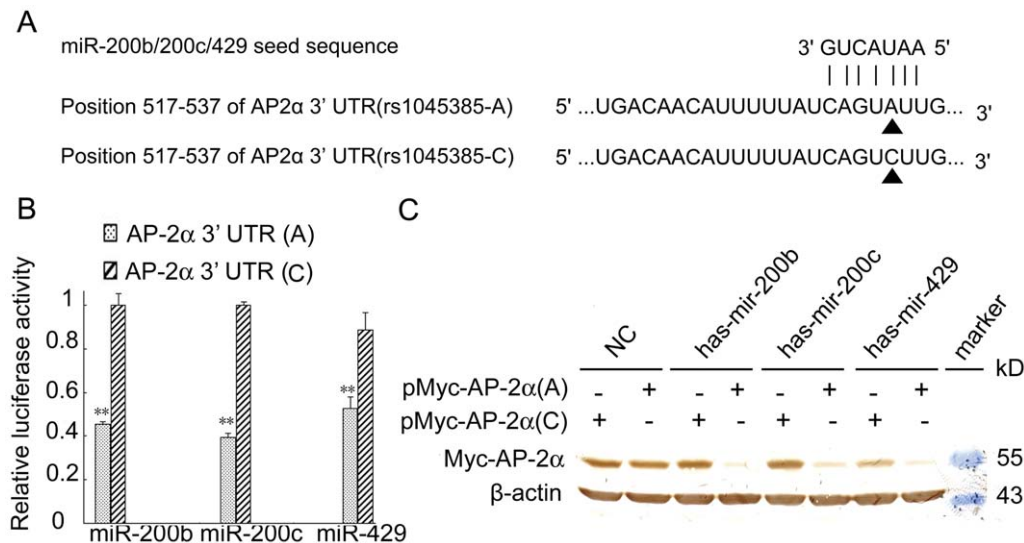 A
miR-200b/200c/429 seed sequence 3' GUCAUAA 5'
Position 517-537 of AP2α 3' UTR(rs1045385-A) 5' ...UGACAACAUUUUUAUCAGUAUUG... 3'
Position 517-537 of AP2α 3' UTR(rs1045385-C) 5' ...UGACAACAUUUUUAUCAGUCUUG... 3'
B
AP-2α 3' UTR (A)
AP-2α 3' UTR (C)
Relative luciferase activity
1
0.8
0.6
0.4
0.2
0
** ** **
miR-200b miR-200c miR-429
C
NC has-mir-200b has-mir-200c has-mir-429 marker
kD
pMyc-AP-2α(A) - + - + - + - +
pMyc-AP-2α(C) + - + - + - + -
Myc-AP-2α 55
β-actin 43